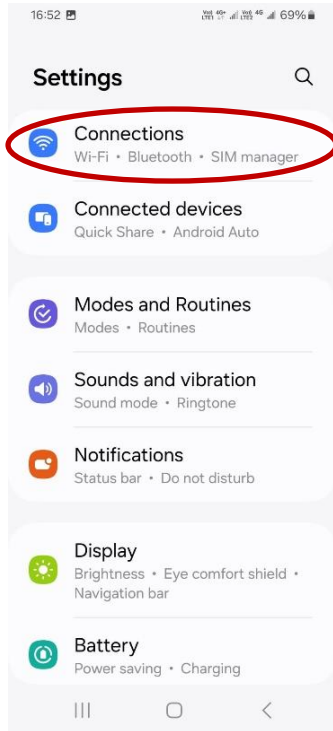 16:52 69%
Settings
Connections
Wi-Fi • Bluetooth • SIM manager
Connected devices
Quick Share • Android Auto
Modes and Routines
Modes • Routines
Sounds and vibration
Sound mode • Ringtone
Notifications
Status bar • Do not disturb
Display
Brightness • Eye comfort shield •
Navigation bar
Battery
Power saving • Charging